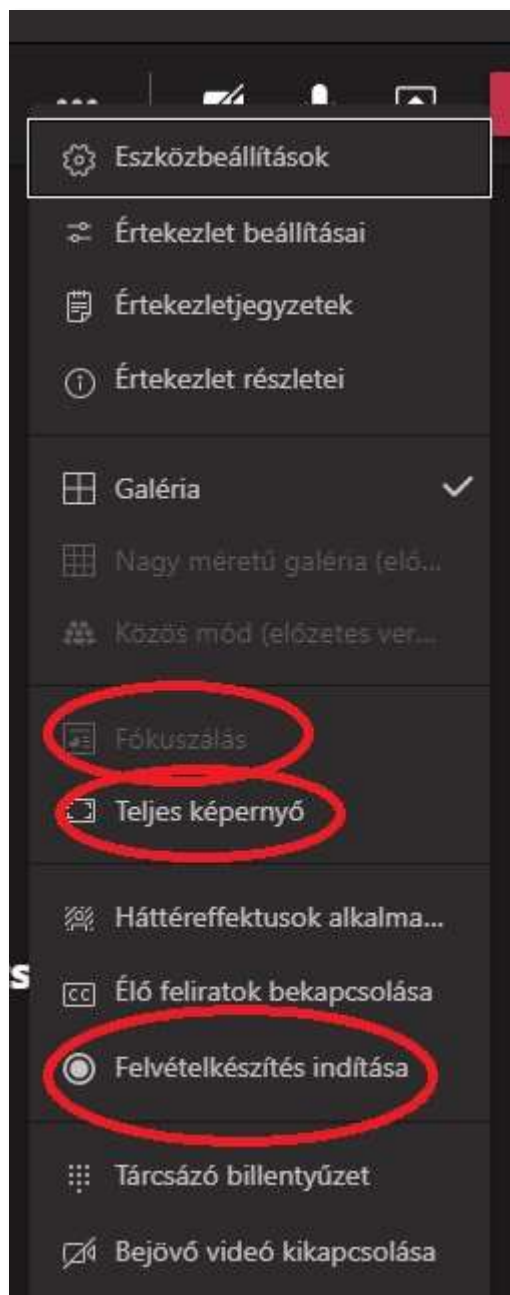 Eszközbeállítások
Értekezlet beállításai
Értekezletjegyzetek
Értekezlet részletei
Galéria
Nagy méretű galéria (elő...
Közös mód (előzetes ver...
Fókuszálás
Teljes képernyő
Háttéreffektusok alkalma...
s
Élő feliratok bekapcsolása
Felvételkészítés indítása
Tárcsázó billentyűzet
Bejövő videó kikapcsolása